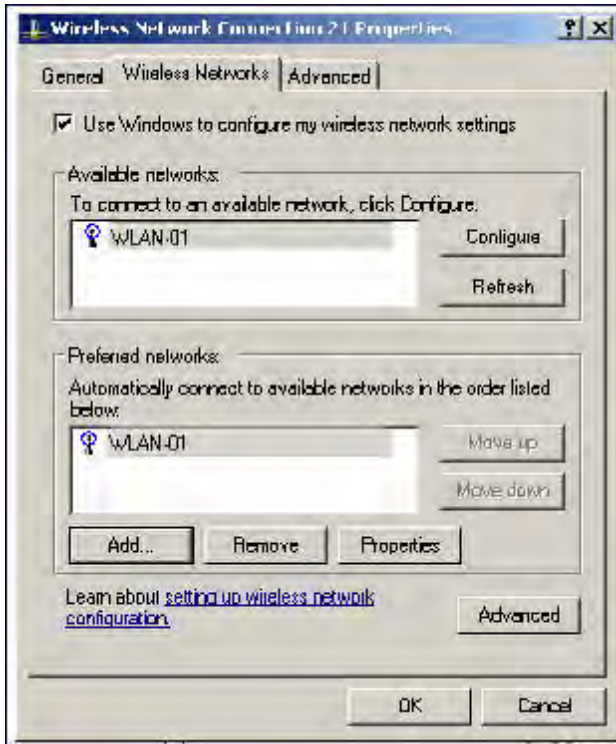 Wireless Network Connection 21 Properties
? X
General Wireless Networks Advanced
Use Windows to configure my wireless network settings
Available networks:
To connect to an available network, click Configure:
WLAN-01
Configure
Refresh
Preferred networks:
Automatically connect to available networks in the order listed
below:
WLAN-01
Move up
Move down
Add... Remove Properties
Learn about setting up wireless network
configuration.
Advanced
OK Cancel